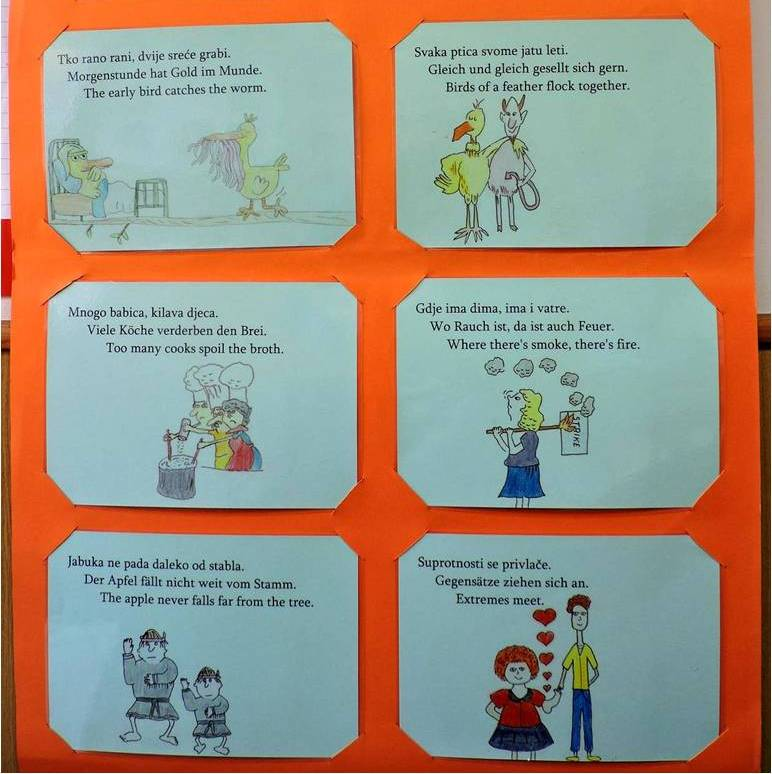 Tko rano rani, dvije sreće grabi.
Morgenstunde hat Gold im Munde.
The early bird catches the worm.
Svaka ptica svome jatu leti.
Gleich und gleich gesellt sich gern.
Birds of a feather flock together.
Mnogo babica, kilava djeca.
Viele Köche verderben den Brei.
Too many cooks spoil the broth.
Gdje ima dima, ima i vatre.
Wo Rauch ist, da ist auch Feuer.
Where there's smoke, there's fire.
STRIKE
Jabuka ne pada daleko od stabla.
Der Apfel fällt nicht weit vom Stamm.
The apple never falls far from the tree.
Suprotnosti se privlače.
Gegensätze ziehen sich an.
Extremes meet.